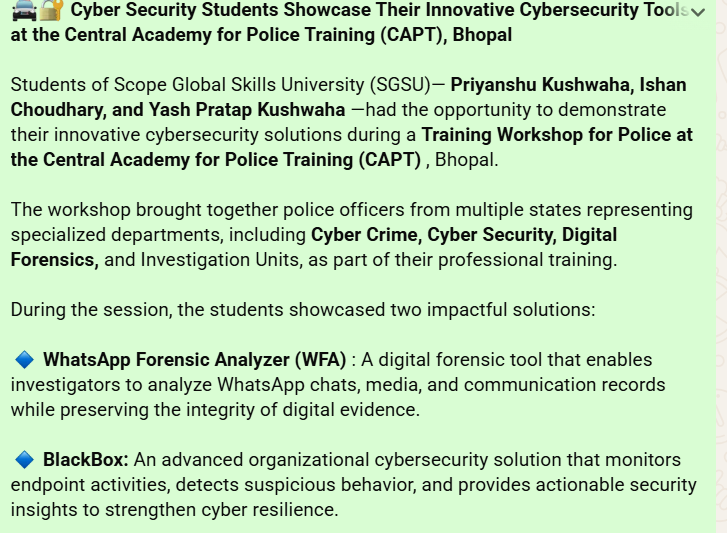 🚔🔐 Cyber Security Students Showcase Their Innovative Cybersecurity Tools
at the Central Academy for Police Training (CAPT), Bhopal
Students of Scope Global Skills University (SGSU)— Priyanshu Kushwaha, Ishan
Choudhary, and Yash Pratap Kushwaha —had the opportunity to demonstrate
their innovative cybersecurity solutions during a Training Workshop for Police at
the Central Academy for Police Training (CAPT) , Bhopal.
The workshop brought together police officers from multiple states representing
specialized departments, including Cyber Crime, Cyber Security, Digital
Forensics, and Investigation Units, as part of their professional training.
During the session, the students showcased two impactful solutions:
🔹 WhatsApp Forensic Analyzer (WFA) : A digital forensic tool that enables
investigators to analyze WhatsApp chats, media, and communication records
while preserving the integrity of digital evidence.
🔹 BlackBox: An advanced organizational cybersecurity solution that monitors
endpoint activities, detects suspicious behavior, and provides actionable security
insights to strengthen cyber resilience.